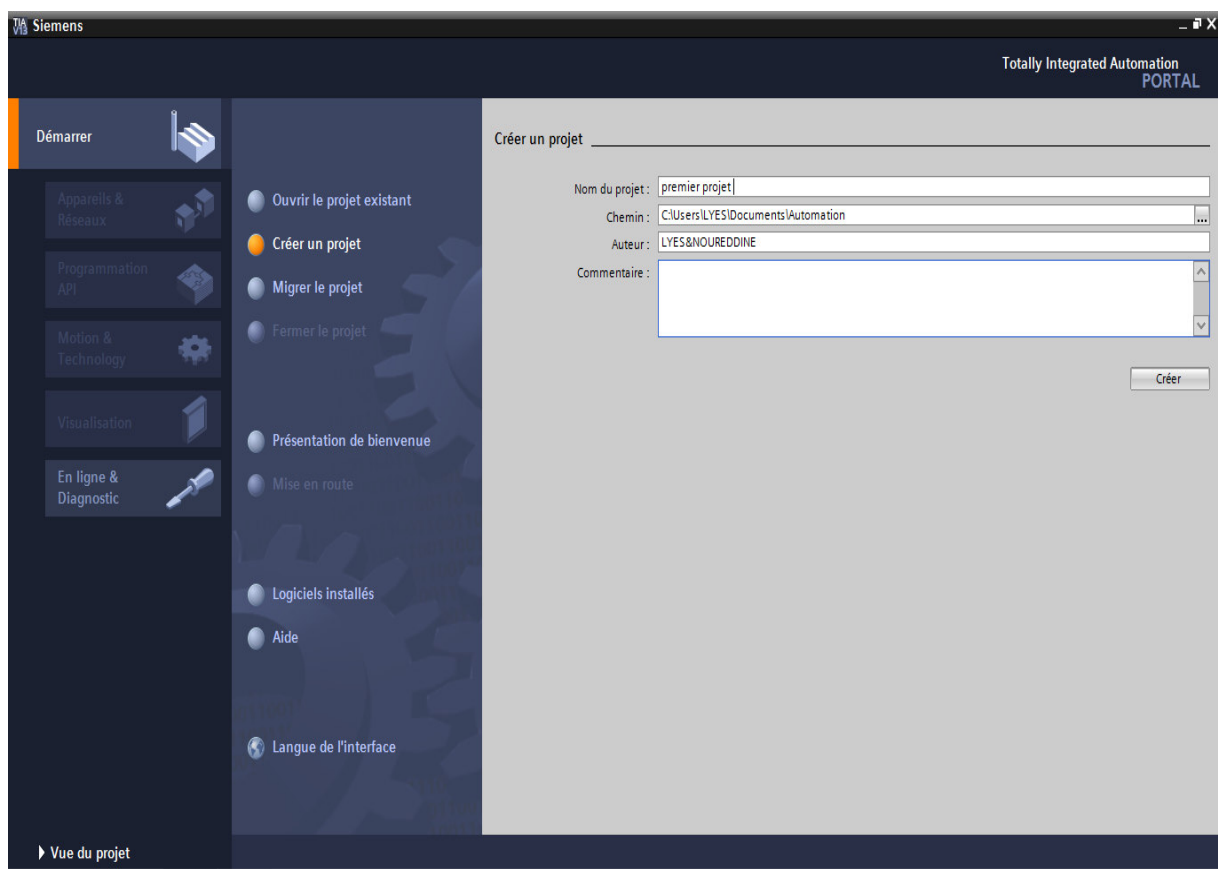 TIA V13 Siemens
Totally Integrated Automation
PORTAL
Démarrer
Appareils &
Réseaux
Programmation
API
Motion &
Technology
Visualisation
En ligne &
Diagnostic
Ouvrir le projet existant
Créer un projet
Migrer le projet
Fermer le projet
Présentation de bienvenue
Mise en route
Logiciels installés
Aide
Langue de l'interface
Créer un projet
Nom du projet : premier projet
Chemin : C:\Users\LYES\Documents\Automation
...
Auteur : LYES&NOUREDDINE
Commentaire :
Créer
Vue du projet